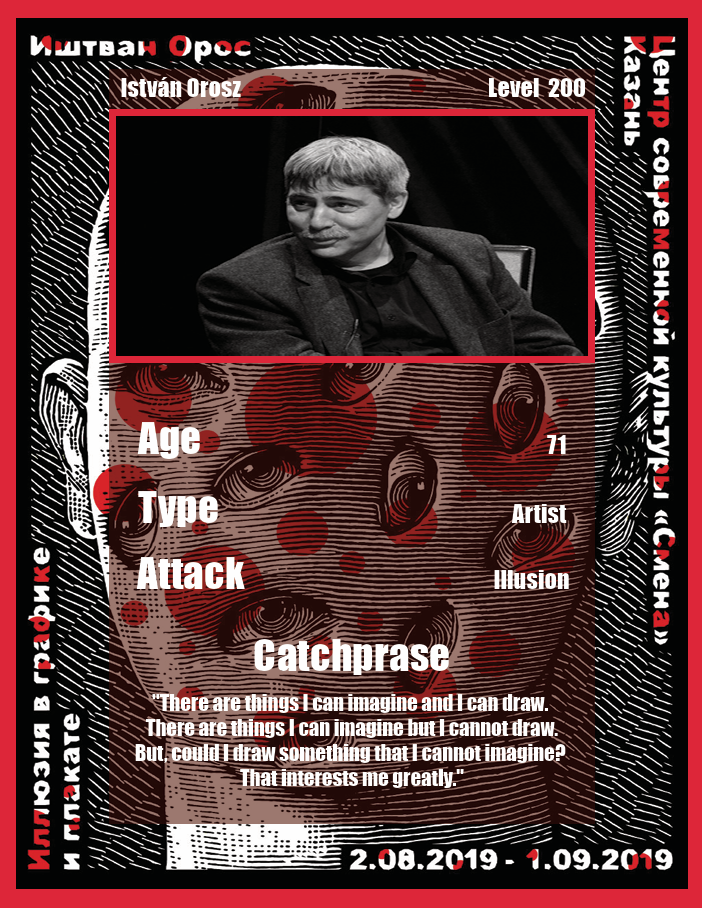 Иштван Орос
Центр современной культуры «Смена»
Казань
István Orosz
Level 200
Age
71
Type
Artist
Attack
Illusion
Catchprase
"There are things I can imagine and I can draw.
There are things I can imagine but I cannot draw.
But, could I draw something that I cannot imagine?
That interests me greatly."
Иллюзия в графике
и плакате
2.08.2019 - 1.09.2019